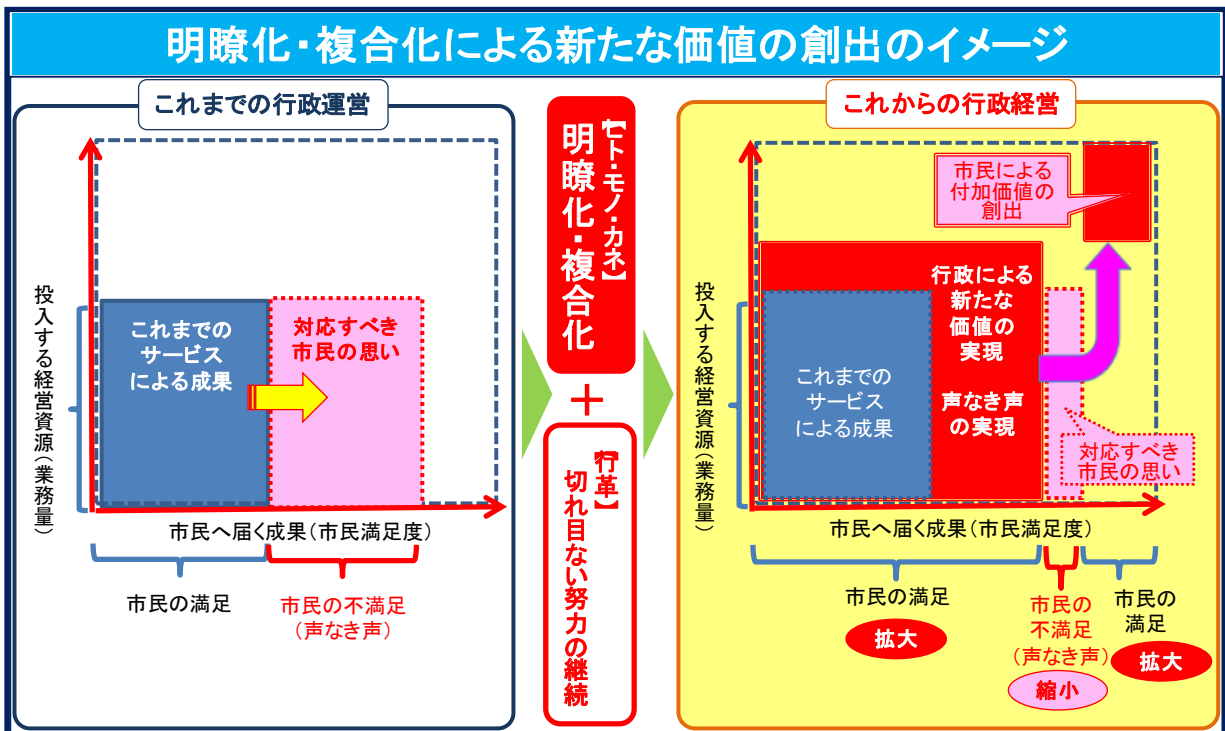 明瞭化・複合化による新たな価値の創出のイメージ
これまでの行政運営
投入する経営資源(業務量)
これまでの
サービス
による成果
対応すべき
市民の思い
市民へ届く成果(市民満足度)
市民の満足
市民の不満足
(声なき声)
【ヒト・モノ・カネ】
明瞭化・複合化
+
【行革】
切れ目ない努力の継続
これからの行政経営
投入する経営資源(業務量)
市民による
付加価値の
創出
行政による
新たな
価値の
実現
声なき声
の実現
これまでの
サービス
による成果
対応すべき
市民の思い
市民へ届く成果(市民満足度)
市民の満足
拡大
市民の
不満足
(声なき声)
縮小
市民の
満足
拡大